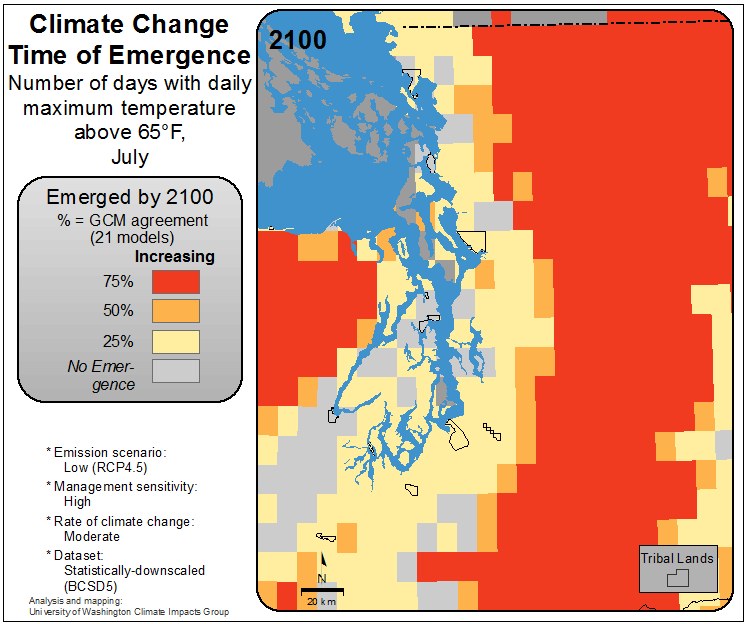 Climate Change
Time of Emergence
Number of days with daily
maximum temperature
above 65°F,
July
Emerged by 2100
% = GCM agreement
(21 models)
Increasing
75%
50%
25%
No Emer-
gence
* Emission scenario:
Low (RCP4.5)
* Management sensitivity:
High
* Rate of climate change:
Moderate
* Dataset:
Statistically-downscaled
(BCSD5)
Analysis and mapping:
University of Washington Climate Impacts Group
2100
N
20 km
Tribal Lands